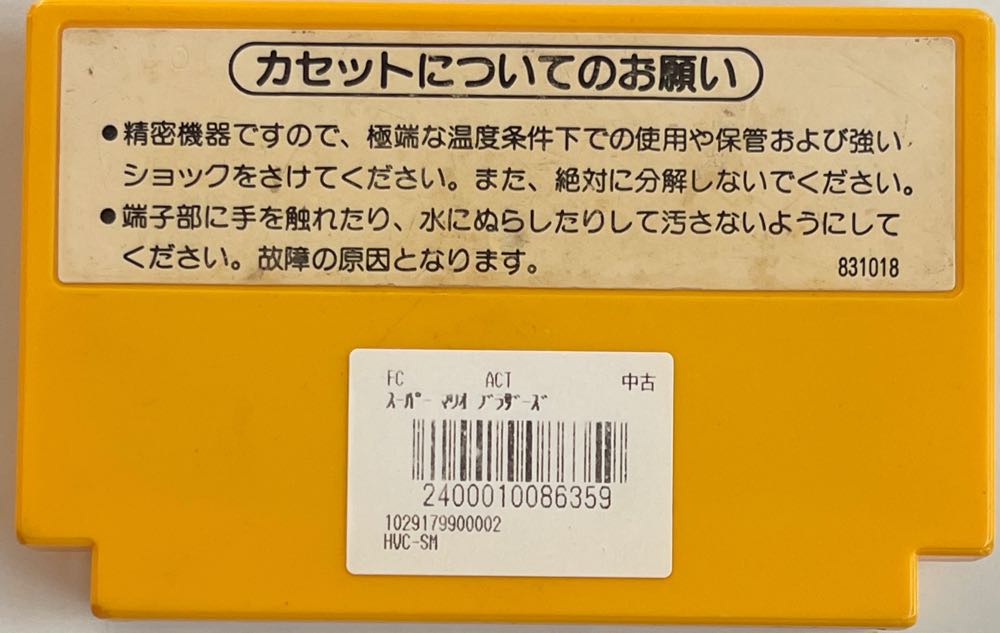 カセットについてのお願い
●精密機器ですので、極端な温度条件下での使用や保管および強い
ショックをさけてください。また、絶対に分解しないでください。
●端子部に手を触れたり、水にぬらしたりして汚さないようにして
ください。故障の原因となります。 831018
FC ACT 中古
ｽｰﾊﾟｰ ﾏﾘｵ ﾌﾞﾗｻﾞｰｽﾞ
2400010086359
1029179900002
HVC-SM